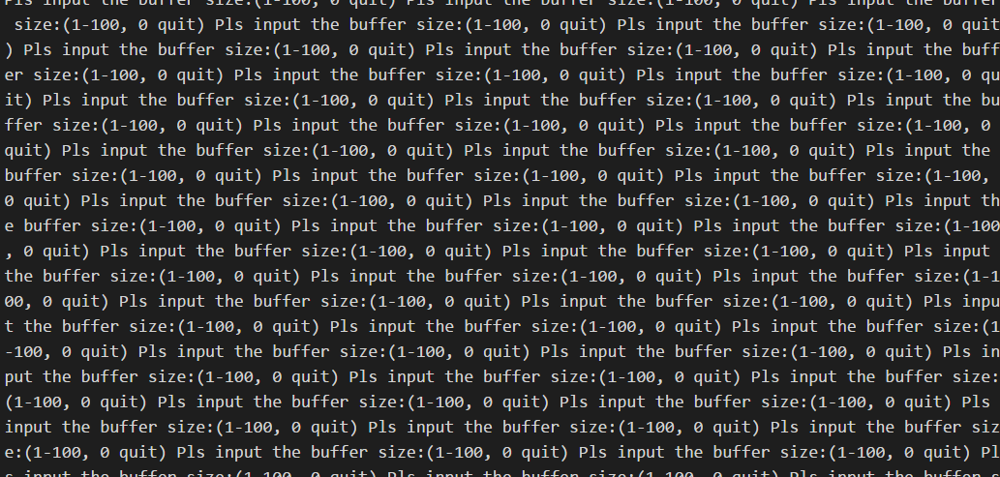 Pls input the buffer size:(1-100, 0 quit) Pls input the buffer size:(1-100, 0 quit) Pls input the buffer
 size:(1-100, 0 quit) Pls input the buffer size:(1-100, 0 quit) Pls input the buffer size:(1-100, 0 quit
) Pls input the buffer size:(1-100, 0 quit) Pls input the buffer size:(1-100, 0 quit) Pls input the buff
er size:(1-100, 0 quit) Pls input the buffer size:(1-100, 0 quit) Pls input the buffer size:(1-100, 0 qu
it) Pls input the buffer size:(1-100, 0 quit) Pls input the buffer size:(1-100, 0 quit) Pls input the bu
ffer size:(1-100, 0 quit) Pls input the buffer size:(1-100, 0 quit) Pls input the buffer size:(1-100, 0
quit) Pls input the buffer size:(1-100, 0 quit) Pls input the buffer size:(1-100, 0 quit) Pls input the
buffer size:(1-100, 0 quit) Pls input the buffer size:(1-100, 0 quit) Pls input the buffer size:(1-100,
0 quit) Pls input the buffer size:(1-100, 0 quit) Pls input the buffer size:(1-100, 0 quit) Pls input th
e buffer size:(1-100, 0 quit) Pls input the buffer size:(1-100, 0 quit) Pls input the buffer size:(1-100
, 0 quit) Pls input the buffer size:(1-100, 0 quit) Pls input the buffer size:(1-100, 0 quit) Pls input
the buffer size:(1-100, 0 quit) Pls input the buffer size:(1-100, 0 quit) Pls input the buffer size:(1-1
00, 0 quit) Pls input the buffer size:(1-100, 0 quit) Pls input the buffer size:(1-100, 0 quit) Pls inpu
t the buffer size:(1-100, 0 quit) Pls input the buffer size:(1-100, 0 quit) Pls input the buffer size:(1
-100, 0 quit) Pls input the buffer size:(1-100, 0 quit) Pls input the buffer size:(1-100, 0 quit) Pls in
put the buffer size:(1-100, 0 quit) Pls input the buffer size:(1-100, 0 quit) Pls input the buffer size:
(1-100, 0 quit) Pls input the buffer size:(1-100, 0 quit) Pls input the buffer size:(1-100, 0 quit) Pls
input the buffer size:(1-100, 0 quit) Pls input the buffer size:(1-100, 0 quit) Pls input the buffer siz
e:(1-100, 0 quit) Pls input the buffer size:(1-100, 0 quit) Pls input the buffer size:(1-100, 0 quit) Pl
s input the buffer size:(1-100, 0 quit) Pls input the buffer size:(1-100, 0 quit) Pls input the buffer s